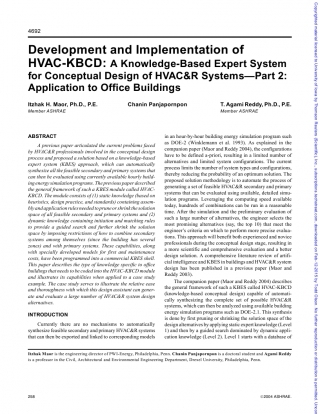 4692
Development and Implementation of
HVAC-KBCD: A Knowledge-Based Expert System
for Conceptual Design of HVAC&R Systems—Part 2:
Application to Office Buildings
Itzhak H. Maor, Ph.D., P.E.
Member ASHRAE
Chanin Panjapornpon
T. Agami Reddy, Ph.D., P.E.
Member ASHRAE
ABSTRACT
A previous paper articulated the current problems faced
by HVAC&R professionals involved in the conceptual design
process and proposed a solution based on a knowledge-based
expert system (KBES) approach, which can automatically
synthesize all the feasible secondary and primary systems that
can then be evaluated using currently available hourly build-
ing energy simulation programs. The previous paper described
the general framework of such a KBES module called HVAC-
KBCD. The module consists of (1) static knowledge (based on
heuristics, design practice, and standards) containing assem-
bly and application rules needed to prune or shrink the solution
space of all feasible secondary and primary systems and (2)
dynamic knowledge containing initiation and matching rules
to provide a guided search and further shrink the solution
space by imposing restrictions of how to combine secondary
systems among themselves (since the building has several
zones) and with primary systems. These capabilities, along
with specially developed models for first and maintenance
costs, have been programmed into a commercial KBES shell.
This paper describes the type of knowledge specific to office
buildings that needs to be coded into the HVAC-KBCD module
and illustrates its capabilities when applied to a case study
example. The case study serves to illustrate the relative ease
and thoroughness with which this design assistant can gener-
ate and evaluate a large number of HVAC&R system design
alternatives.
INTRODUCTION
Currently there are no mechanisms to automatically
synthesize feasible secondary and primary HVAC&R systems
that can then be exported and linked to corresponding models
in an hour-by-hour building energy simulation program such
as DOE-2 (Winkelmann et al. 1993). As explained in the
companion paper (Maor and Reddy 2004), the configurations
have to be defined a-priori, resulting in a limited number of
alternatives and limited system configurations. The current
process limits the number of system types and configurations,
thereby reducing the probability of an optimum solution. The
proposed solution methodology is to automate the process of
generating a set of feasible HVAC&R secondary and primary
systems that can be evaluated using available, detailed simu-
lation programs. Leveraging the computing speed available
today, hundreds of combinations can be run in a reasonable
time. After the simulation and the preliminary evaluation of
such a large number of alternatives, the engineer selects the
most promising alternatives (say, the top 10) that meet the
engineer's criteria on which to perform more precise evalua-
tions. This approach will benefit both experienced and novice
professionals during the conceptual design stage, resulting in
a more scientific and comprehensive evaluation and a better
design solution. A comprehensive literature review of artifi-
cial intelligence and KBES to buildings and HVAC&R system
design has been published in a previous paper (Maor and
Reddy 2003).
The companion paper (Maor and Reddy 2004) describes
the general framework of such a KBES called HVAC-KBCD
(knowledge-based conceptual design) capable of automati-
cally synthesizing the complete set of possible HVAC&R
systems, which can then be analyzed using available building
energy simulation programs such as DOE-2.1. This synthesis
is done by first pruning or shrinking the solution space of the
design alternatives by applying static expert knowledge (Level
1) and then by a guided search dominated by dynamic appli-
cation knowledge (Level 2). Level 1 starts with a database of
Itzhak Maor is the engineering director of PWI-Energy, Philadelphia, Penn. Chanin Panjapornpon is a doctoral student and Agami Reddy
is a professor in the Civil, Architectural and Environmental Engineering Department, Drexel University, Philadelphia, Penn.
268
©2004 ASHRAE